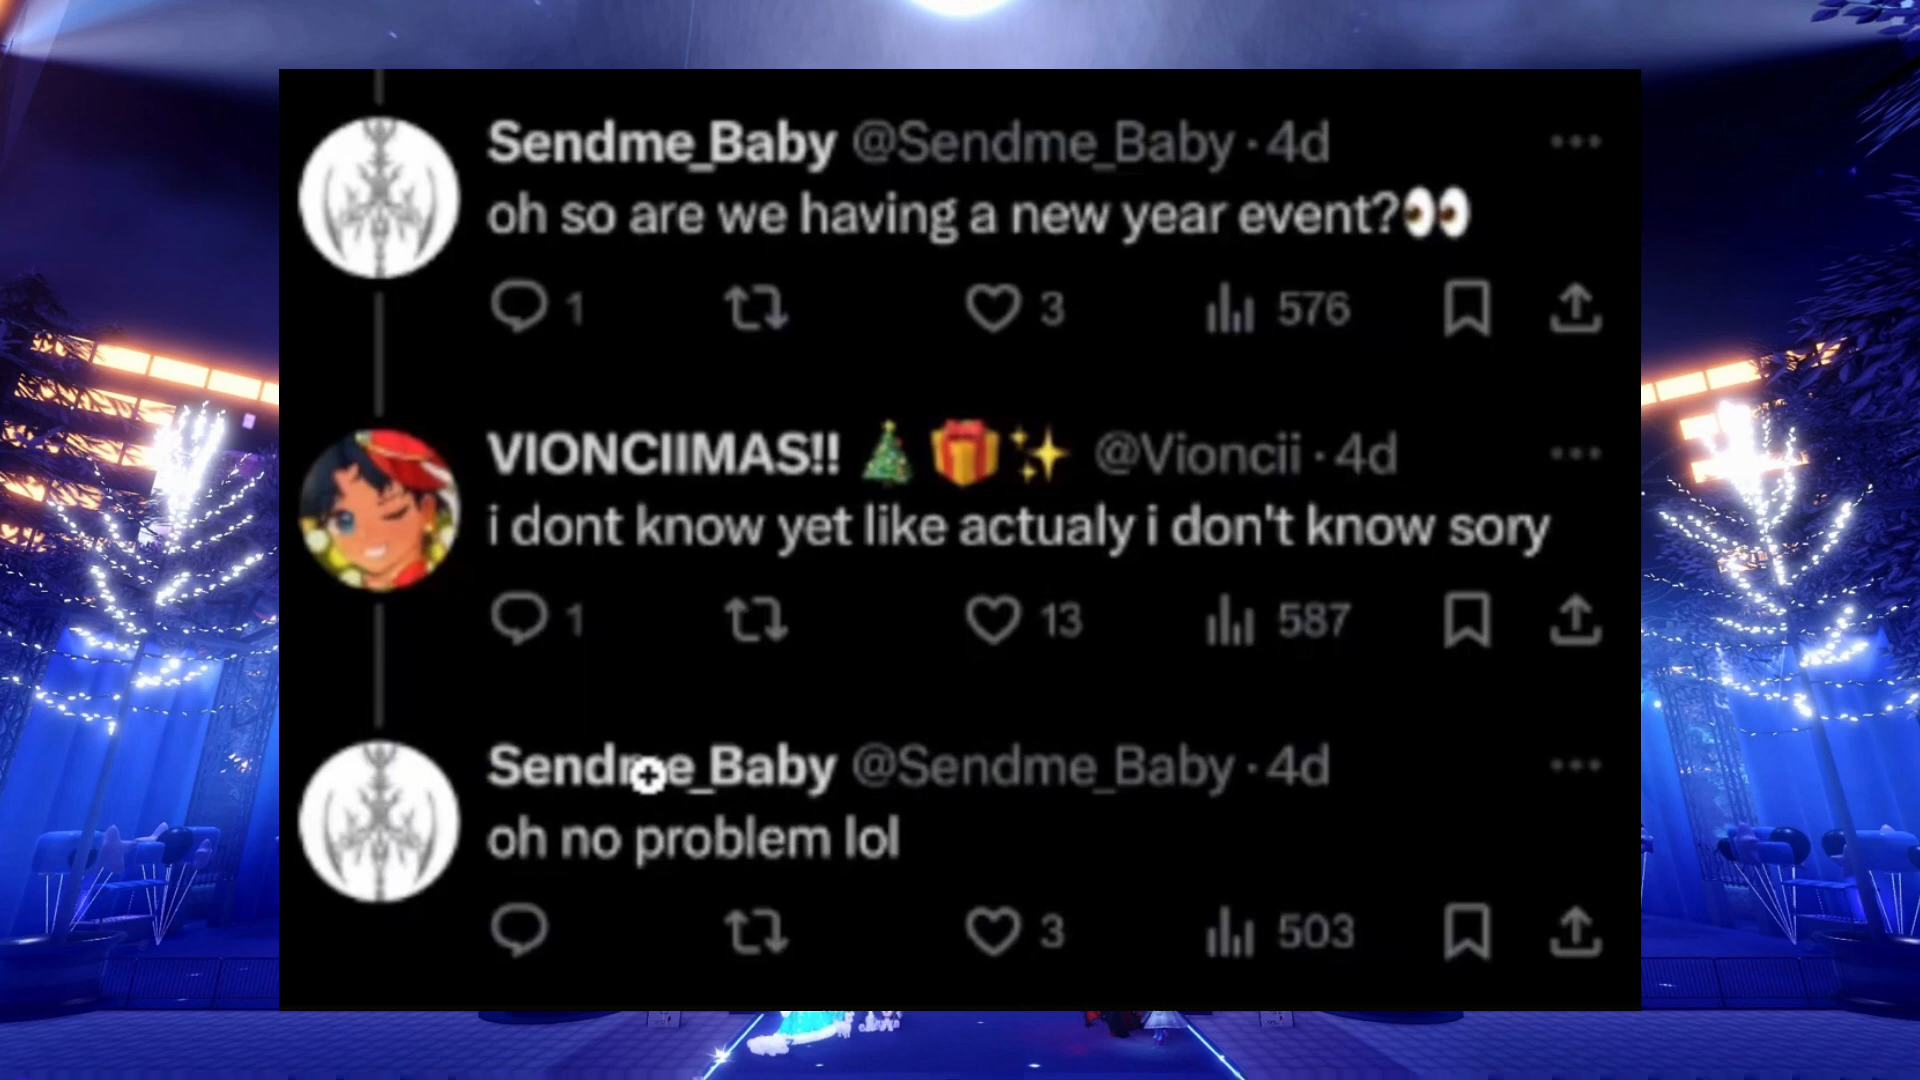 Sendme_Baby @Sendme_Baby · 4d
oh so are we having a new year event?👀
1 3 576
VIONCIIMAS!! 🎄🎁✨ @Vioncii · 4d
i dont know yet like actualy i don't know sory
1 13 587
Sendme_Baby @Sendme_Baby · 4d
oh no problem lol
3 503